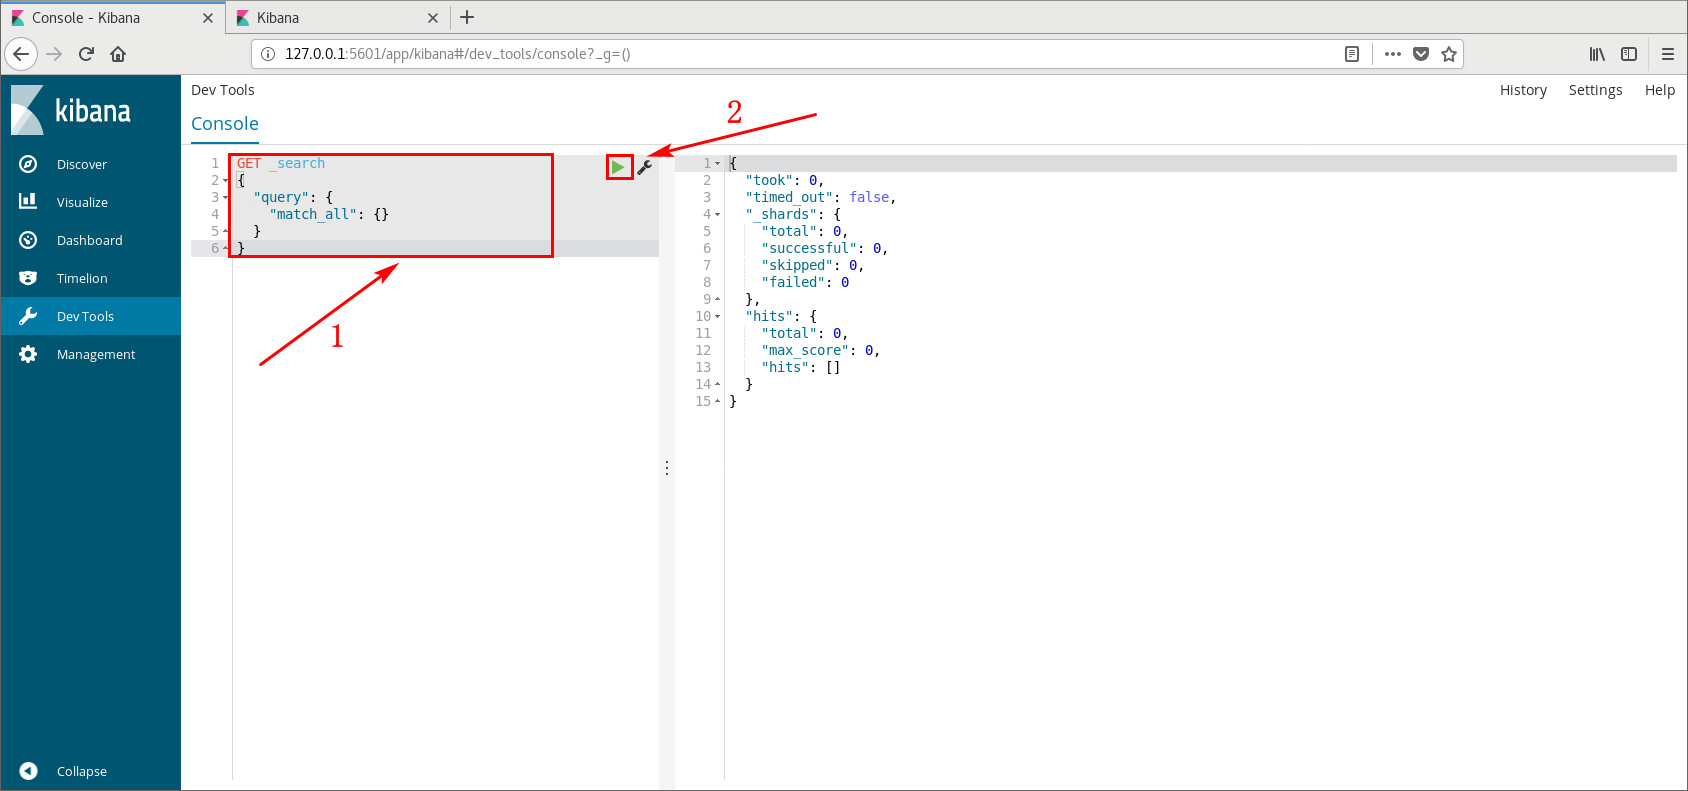 Console - Kibana
Kibana
127.0.0.1:5601/app/kibana#/dev_tools/console?_g=()
kibana
Discover
Visualize
Dashboard
Timelion
Dev Tools
Management
Collapse
Dev Tools
History Settings Help
Console
1 GET _search
2 {
3 "query": {
4 "match_all": {}
5 }
6 }
1
2
1 {
2 "took": 0,
3 "timed_out": false,
4 "_shards": {
5 "total": 0,
6 "successful": 0,
7 "skipped": 0,
8 "failed": 0
9 },
10 "hits": {
11 "total": 0,
12 "max_score": 0,
13 "hits": []
14 }
15 }